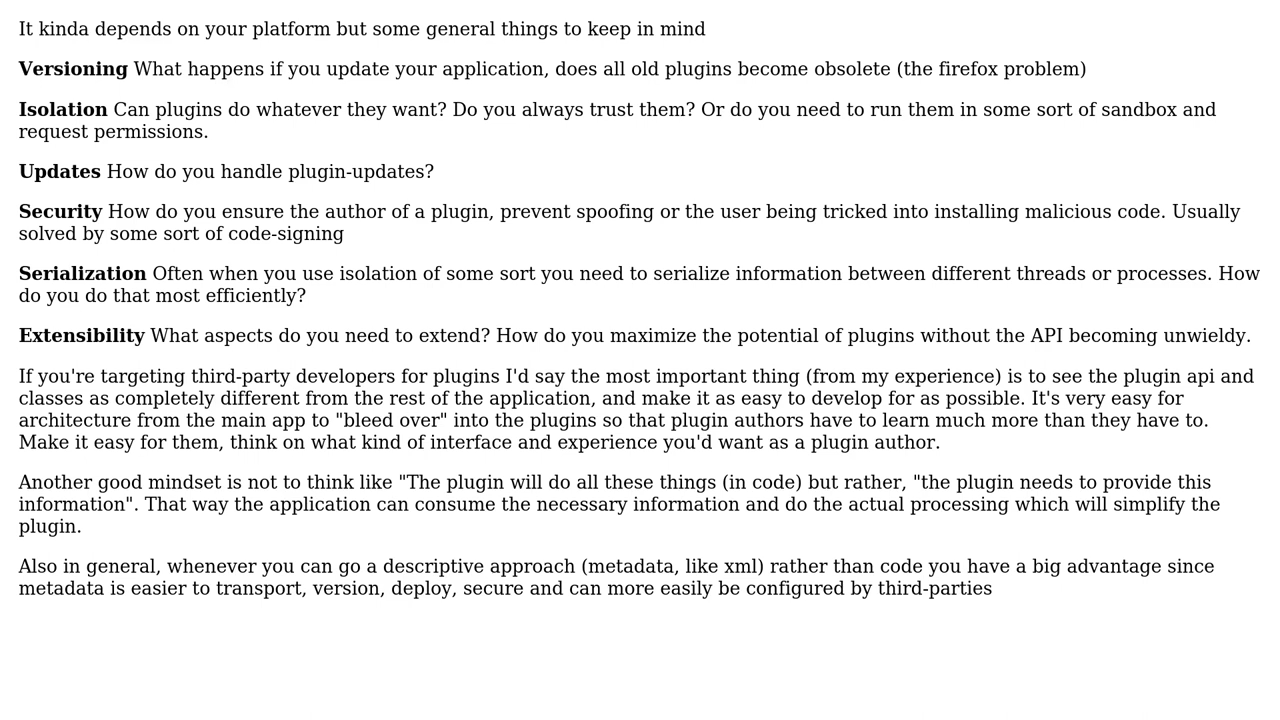 It kinda depends on your platform but some general things to keep in mind
Versioning What happens if you update your application, does all old plugins become obsolete (the firefox problem)
Isolation Can plugins do whatever they want? Do you always trust them? Or do you need to run them in some sort of sandbox and
request permissions.
Updates How do you handle plugin-updates?
Security How do you ensure the author of a plugin, prevent spoofing or the user being tricked into installing malicious code. Usually
solved by some sort of code-signing
Serialization Often when you use isolation of some sort you need to serialize information between different threads or processes. How
do you do that most efficiently?
Extensibility What aspects do you need to extend? How do you maximize the potential of plugins without the API becoming unwieldy.
If you're targeting third-party developers for plugins I'd say the most important thing (from my experience) is to see the plugin api and
classes as completely different from the rest of the application, and make it as easy to develop for as possible. It's very easy for
architecture from the main app to "bleed over" into the plugins so that plugin authors have to learn much more than they have to.
Make it easy for them, think on what kind of interface and experience you'd want as a plugin author.
Another good mindset is not to think like "The plugin will do all these things (in code) but rather, "the plugin needs to provide this
information". That way the application can consume the necessary information and do the actual processing which will simplify the
plugin.
Also in general, whenever you can go a descriptive approach (metadata, like xml) rather than code you have a big advantage since
metadata is easier to transport, version, deploy, secure and can more easily be configured by third-parties